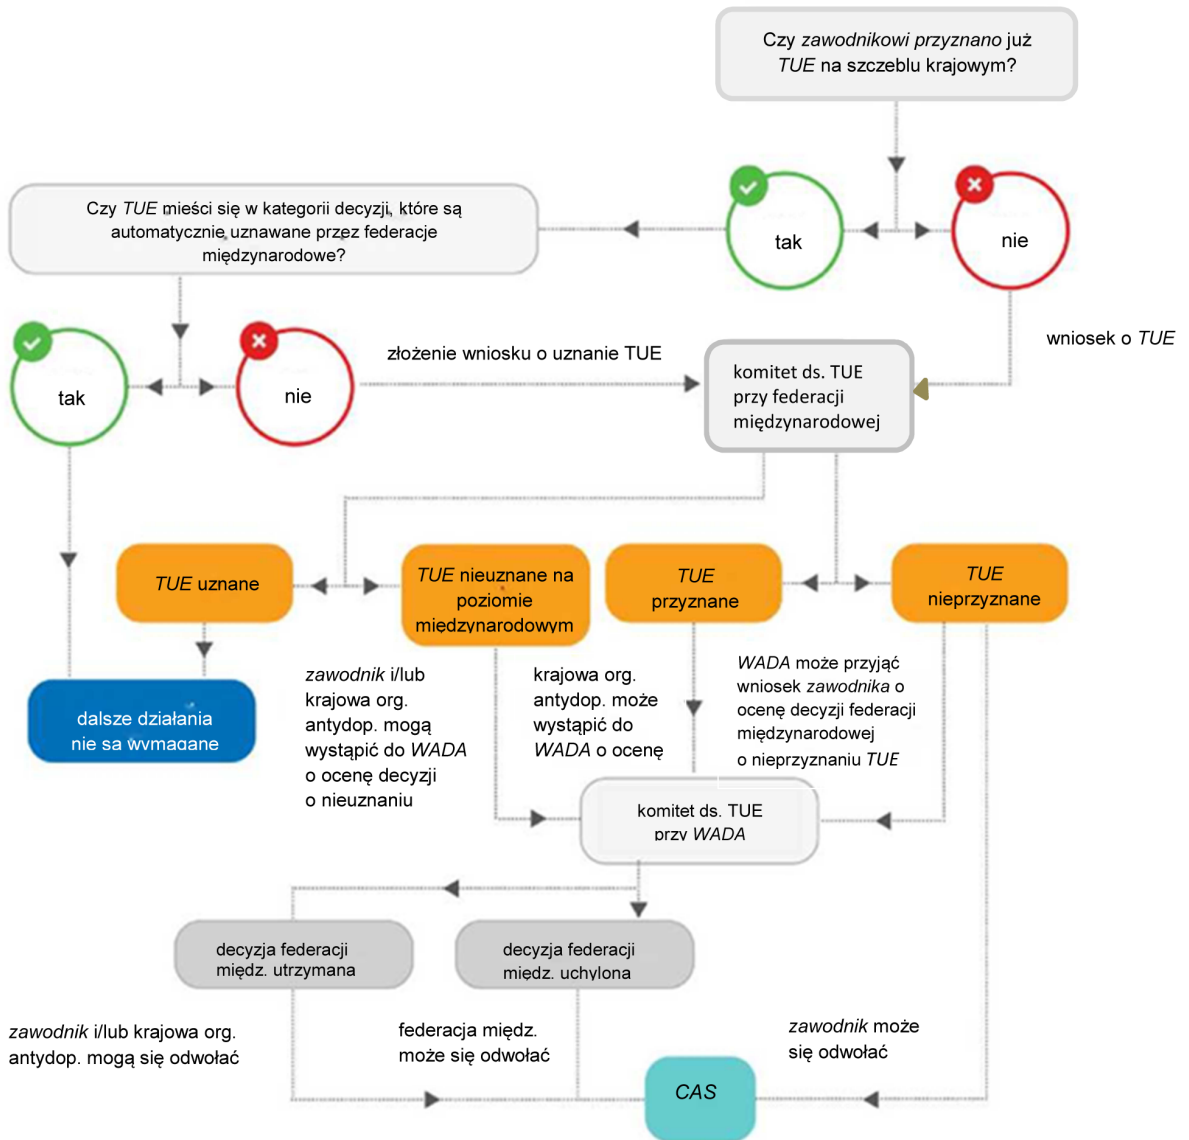 Czy zawodnikowi przyznano już
TUE na szczeblu krajowym?
tak
nie
Czy TUE mieści się w kategorii decyzji, które są
automatycznie uznawane przez federacje
międzynarodowe?
tak
nie
złożenie wniosku o uznanie TUE
wniosek o TUE
komitet ds. TUE
przy federacji
międzynarodowej
TUE uznane
TUE nieuznane na
poziomie
międzynarodowym
TUE
przyznane
TUE
nieprzyznane
dalsze działania
nie są wymagane
zawodnik i/lub
krajowa org.
antydop. mogą
wystąpić do WADA
o ocenę decyzji
o nieuznaniu
krajowa org.
antydop. może
wystąpić do
WADA o ocenę
WADA może przyjąć
wniosek zawodnika o
ocenę decyzji federacji
międzynarodowej
o nieprzyznaniu TUE
komitet ds. TUE
przy WADA
decyzja federacji
międz. utrzymana
decyzja federacji
międz. uchylona
zawodnik i/lub krajowa org.
antydop. mogą się odwołać
federacja międz.
może się odwołać
zawodnik może
się odwołać
CAS